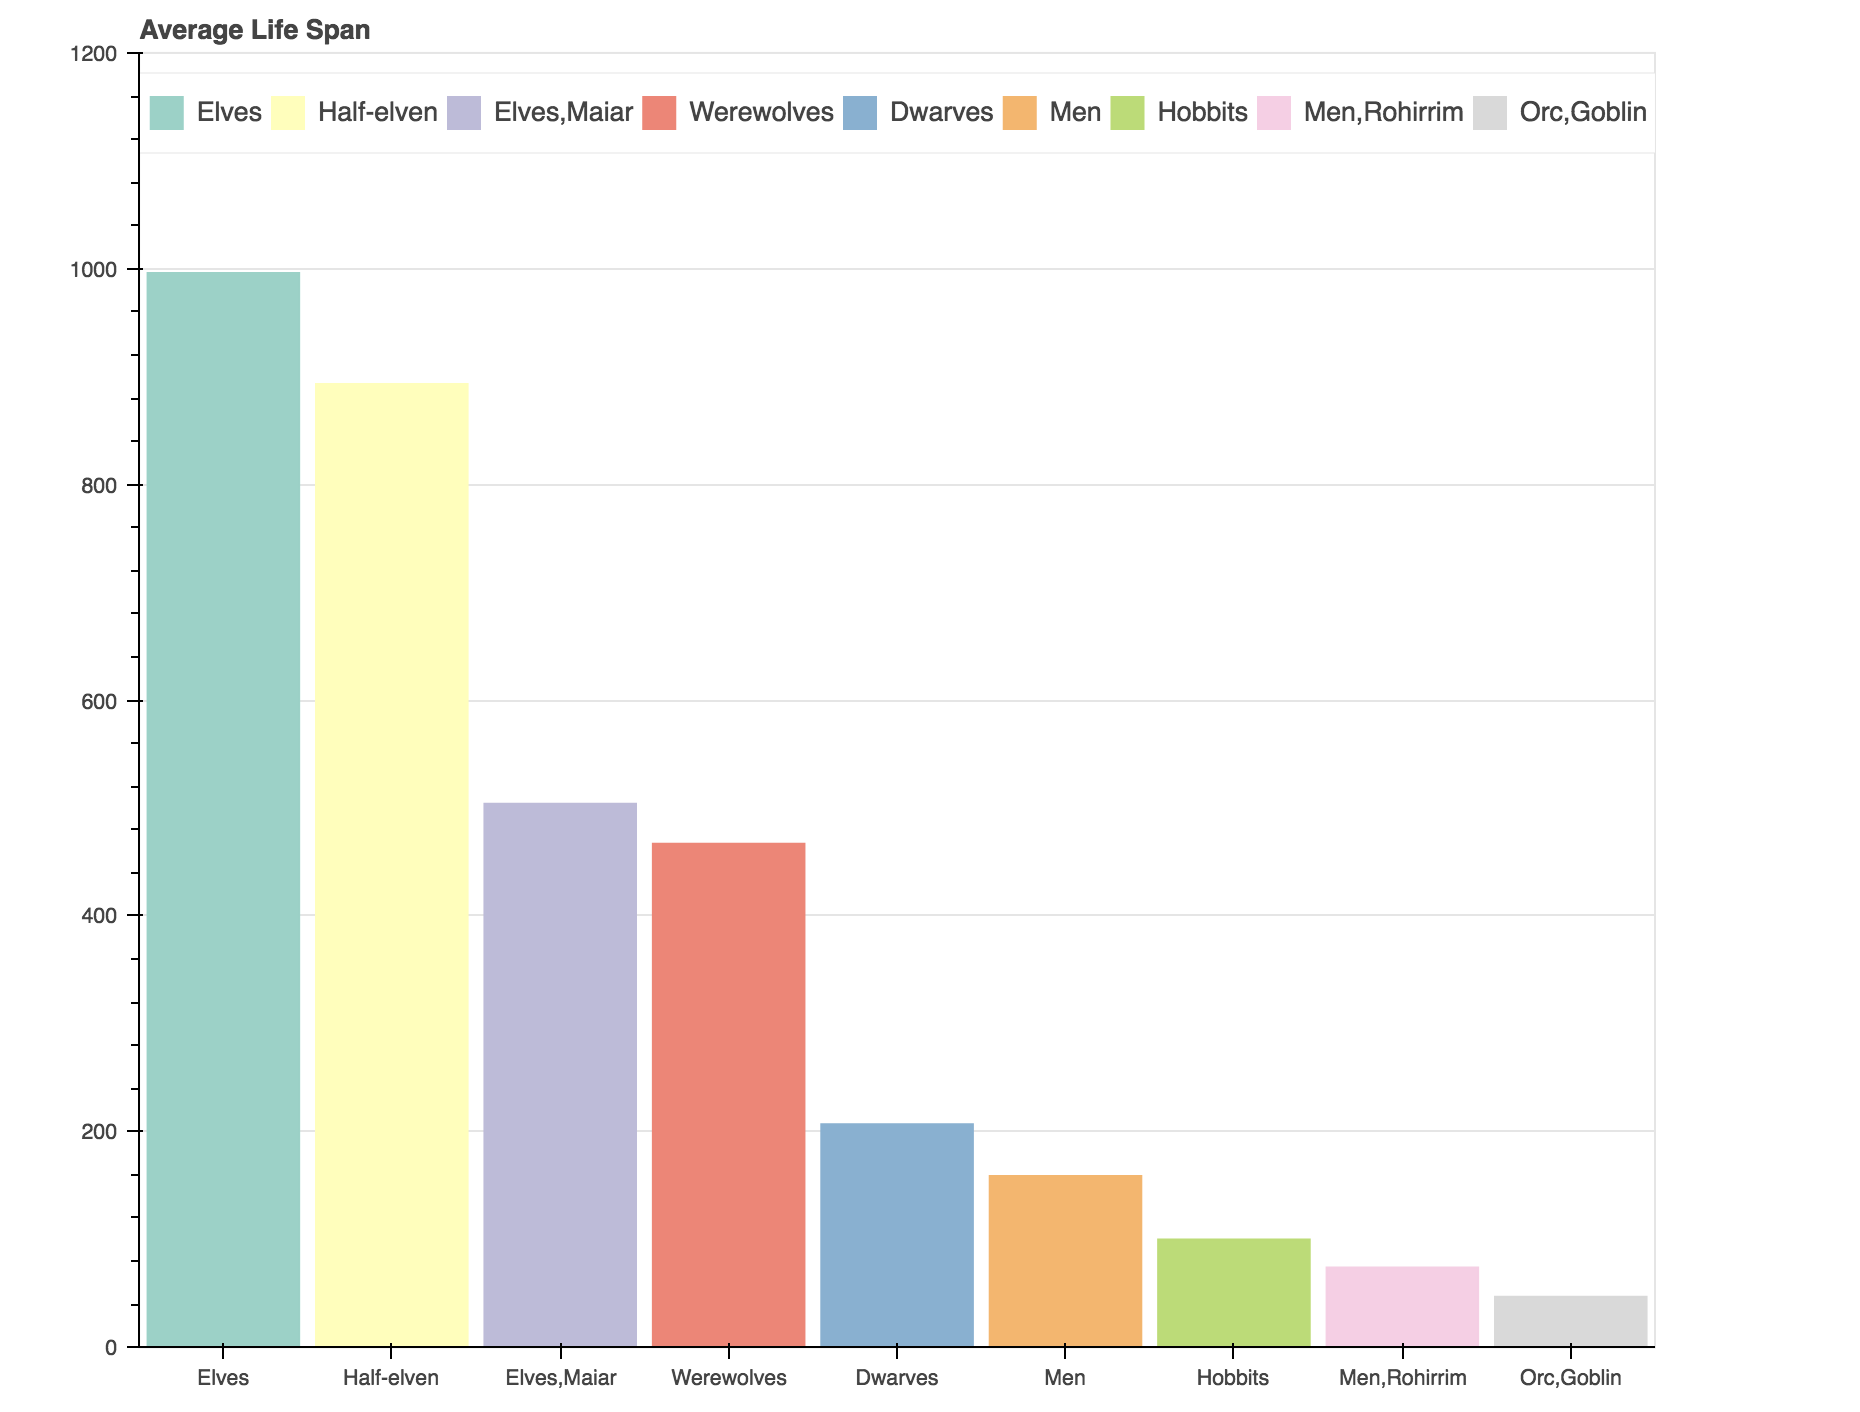 Average Life Span
1200
Elves Half-elven Elves,Maiar Werewolves Dwarves Men Hobbits Men,Rohirrim Orc,Goblin
1000
800
600
400
200
0
Elves Half-elven Elves,Maiar Werewolves Dwarves Men Hobbits Men,Rohirrim Orc,Goblin